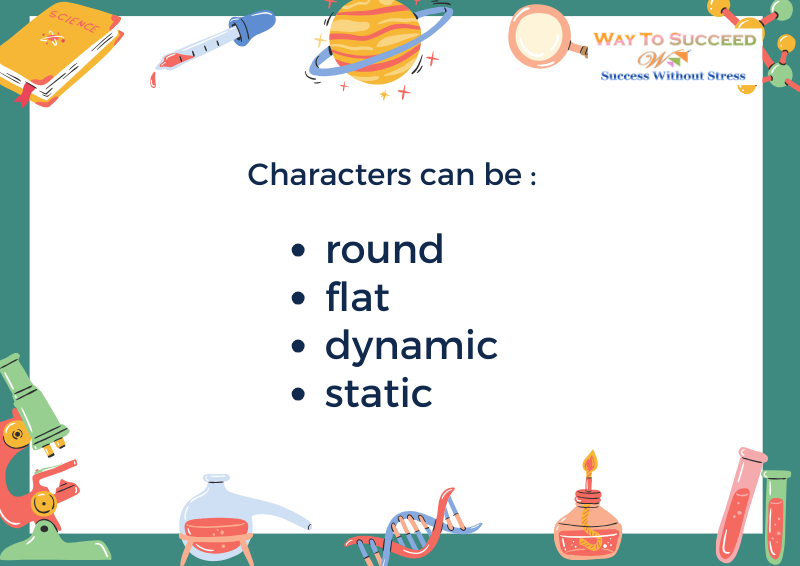 SCIENCE
WAY TO SUCCEED
Success Without Stress
Characters can be :
• round
• flat
• dynamic
• static